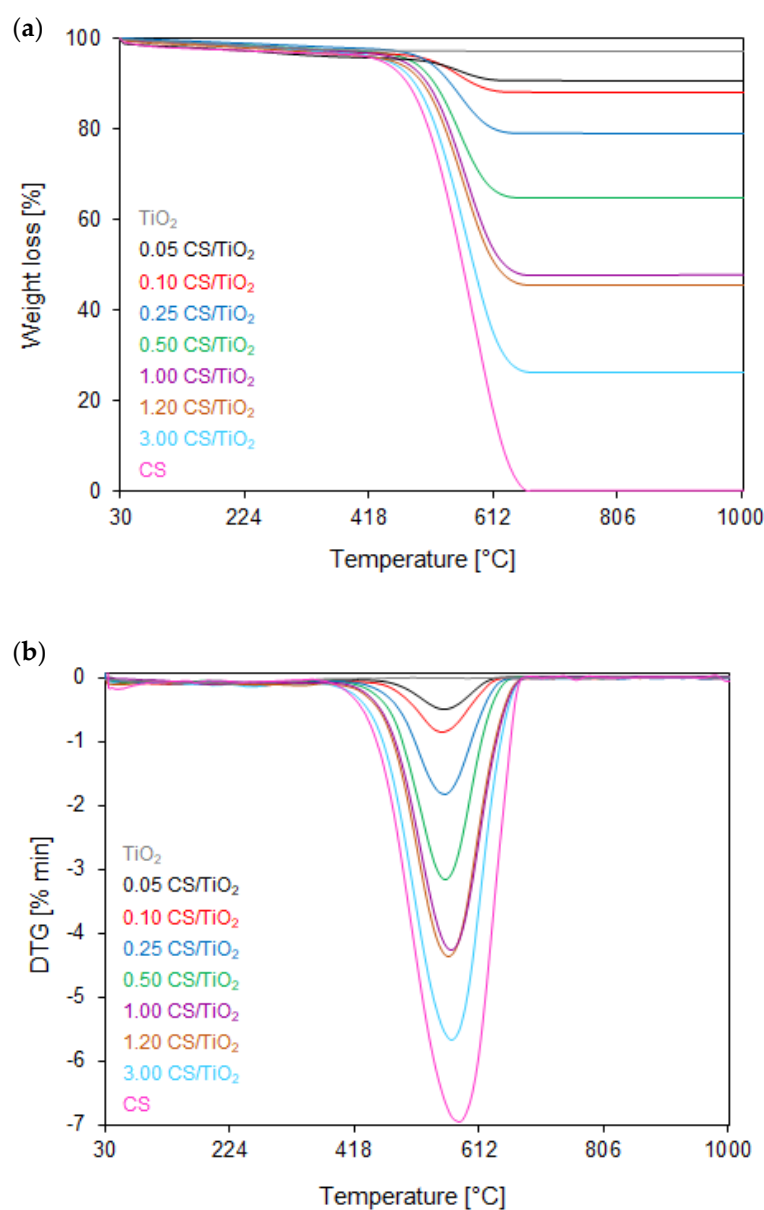 (a)
100
80
60
40
20
0
Weight loss [%]
TiO₂
0.05 CS/TiO₂
0.10 CS/TiO₂
0.25 CS/TiO₂
0.50 CS/TiO₂
1.00 CS/TiO₂
1.20 CS/TiO₂
3.00 CS/TiO₂
CS
30 224 418 612 806 1000
Temperature [°C]
(b)
0
-1
-2
-3
-4
-5
-6
-7
DTG [% min]
TiO₂
0.05 CS/TiO₂
0.10 CS/TiO₂
0.25 CS/TiO₂
0.50 CS/TiO₂
1.00 CS/TiO₂
1.20 CS/TiO₂
3.00 CS/TiO₂
CS
30 224 418 612 806 1000
Temperature [°C]